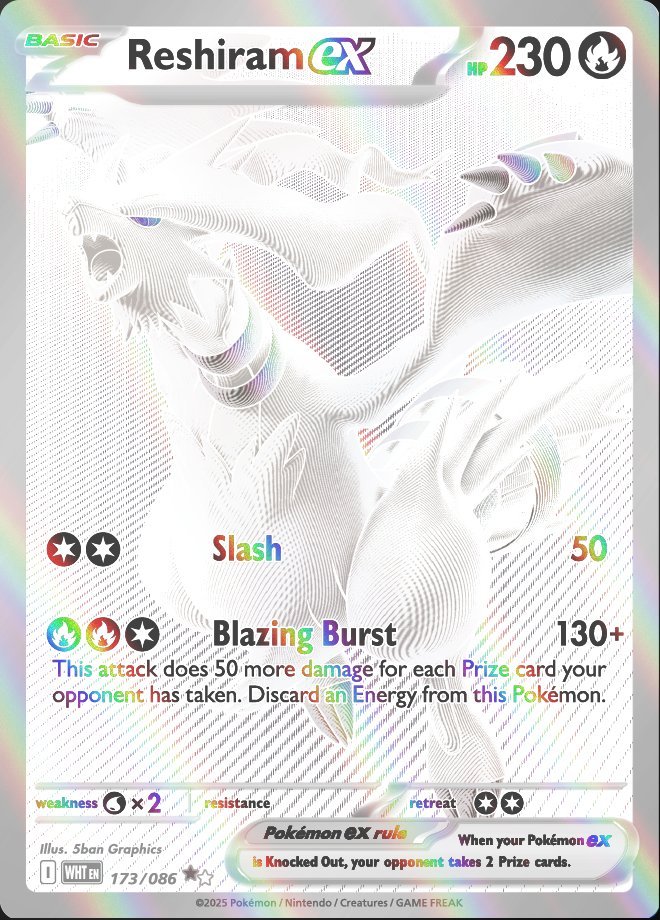 BASIC
Reshiram ex
HP 230
Slash 50
Blazing Burst 130+
This attack does 50 more damage for each Prize card your
opponent has taken. Discard an Energy from this Pokémon.
weakness × 2 resistance retreat
Pokémon ex rule When your Pokémon ex
is Knocked Out, your opponent takes 2 Prize cards.
Illus. 5ban Graphics
I WHT EN 173/086
©2025 Pokémon / Nintendo / Creatures / GAME FREAK